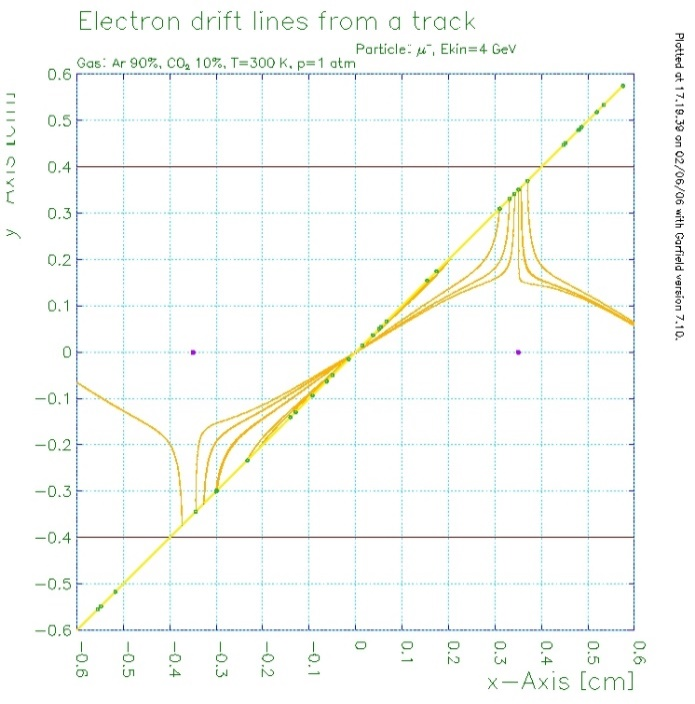 Electron drift lines from a track
Particle: μ⁻, Ekin=4 GeV
Gas: Ar 90%, CO₂ 10%, T=300 K, p=1 atm
Plotted at 17.19.39 on 02/06/06 with Garfield version 7.10.
y
0.6
0.5
0.4
0.3
0.2
0.1
0
−0.1
−0.2
−0.3
−0.4
−0.5
−0.6
−0.6 −0.5 −0.4 −0.3 −0.2 −0.1 0 0.1 0.2 0.3 0.4 0.5 0.6
x−Axis [cm]